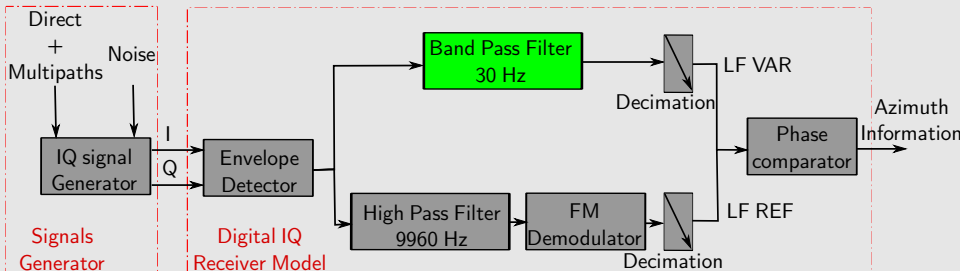 Direct
+
Multipaths
Noise
IQ signal
Generator
I
Q
Signals
Generator
Envelope
Detector
Digital IQ
Receiver Model
Band Pass Filter
30 Hz
Decimation
LF VAR
High Pass Filter
9960 Hz
FM
Demodulator
Decimation
LF REF
Phase
comparator
Azimuth
Information